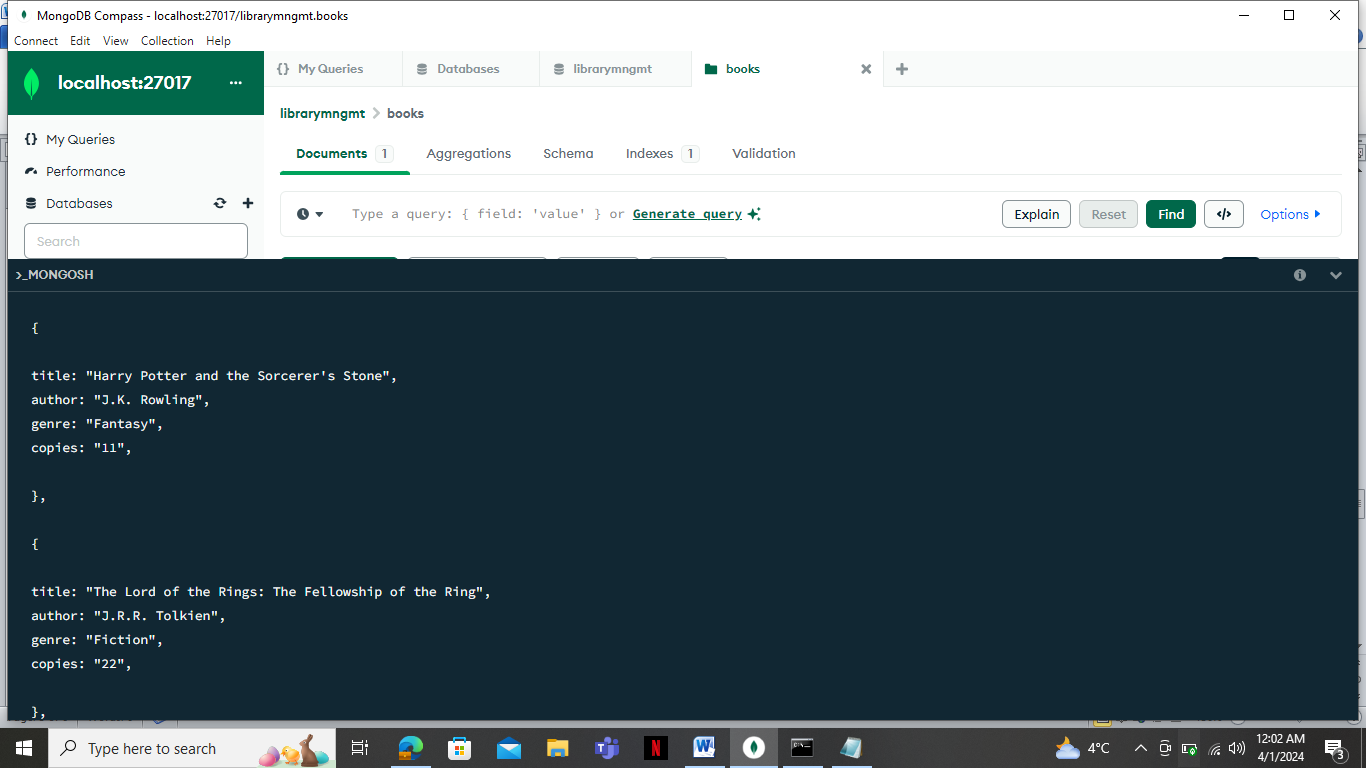 MongoDB Compass - localhost:27017/librarymngmt.books
Connect Edit View Collection Help
localhost:27017 ...
{} My Queries
Databases
librarymngmt
books
My Queries
Performance
Databases
Search
librarymngmt > books
Documents 1 Aggregations Schema Indexes 1 Validation
Type a query: { field: 'value' } or Generate query
Explain Reset Find </> Options
>_MONGOSH
{
title: "Harry Potter and the Sorcerer's Stone",
author: "J.K. Rowling",
genre: "Fantasy",
copies: "11",
},
{
title: "The Lord of the Rings: The Fellowship of the Ring",
author: "J.R.R. Tolkien",
genre: "Fiction",
copies: "22",
},
Type here to search
4°C
12:02 AM
4/1/2024
3